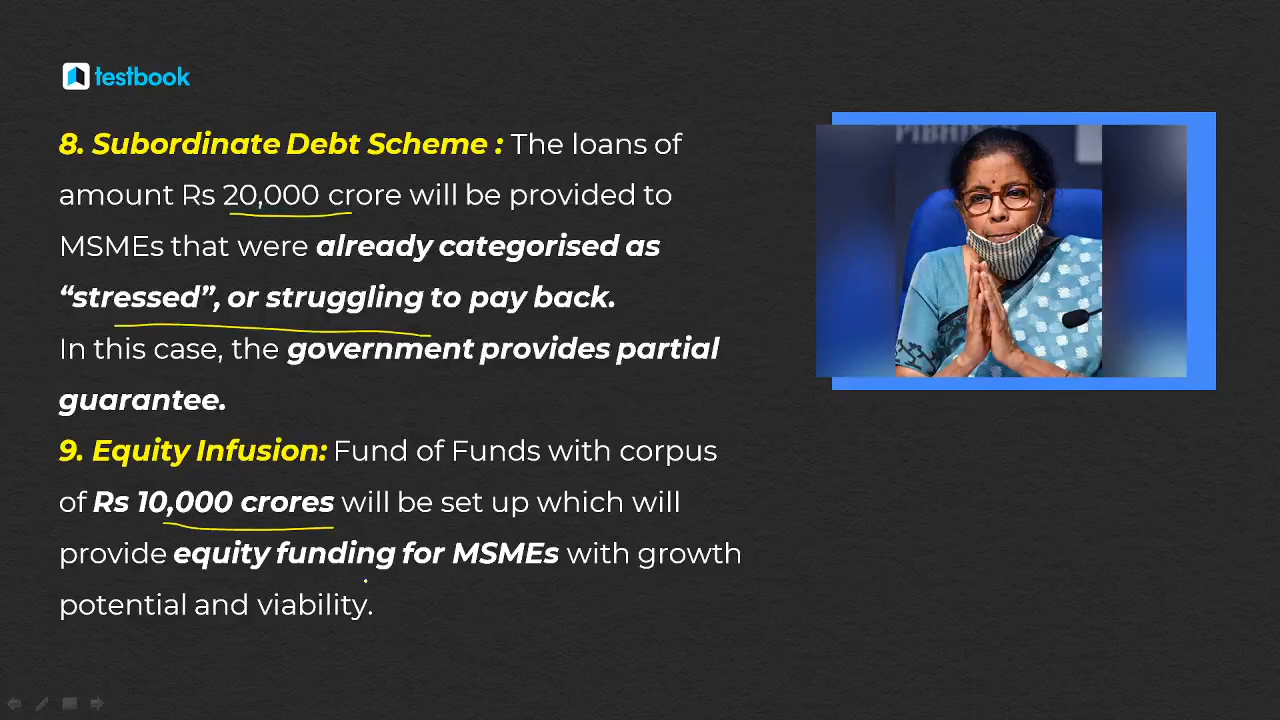 testbook
8. Subordinate Debt Scheme : The loans of
amount Rs 20,000 crore will be provided to
MSMEs that were already categorised as
“stressed”, or struggling to pay back.
In this case, the government provides partial
guarantee.
9. Equity Infusion: Fund of Funds with corpus
of Rs 10,000 crores will be set up which will
provide equity funding for MSMEs with growth
potential and viability.